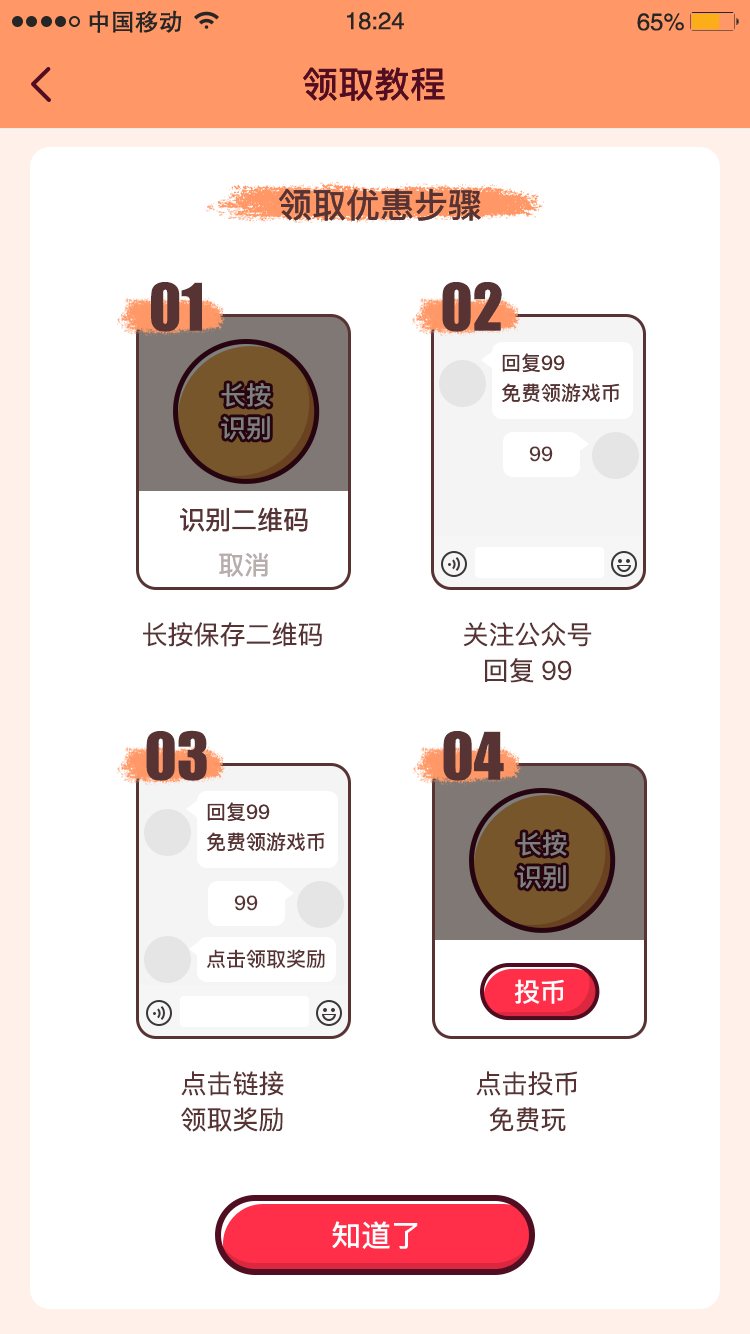 中国移动
18:24
65%
领取教程
领取优惠步骤
01
长按
识别
识别二维码
取消
长按保存二维码
02
回复99
免费领游戏币
99
关注公众号
回复 99
03
回复99
免费领游戏币
99
点击领取奖励
点击链接
领取奖励
04
长按
识别
投币
点击投币
免费玩
知道了